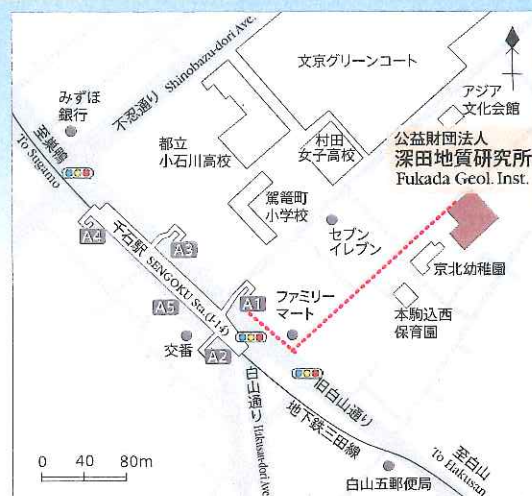 文京グリーンコート
不忍通り Shinobazu-dori Ave.
みずほ
銀行
アジア
文化会館
至巣鴨
To Sugamo
都立
小石川高校
村田
女子高校
公益財団法人
深田地質研究所
Fukada Geol. Inst.
駕籠町
小学校
セブン
イレブン
A4
A3
千石駅 SENGOKU Sta.(I-14)
京北幼稚園
A5
A1
ファミリー
マート
本駒込西
保育園
交番
A2
白山通り Hakusan-dori Ave.
旧白山通り
地下鉄三田線
至白山
To Hakusan
0 40 80m
白山五郵便局